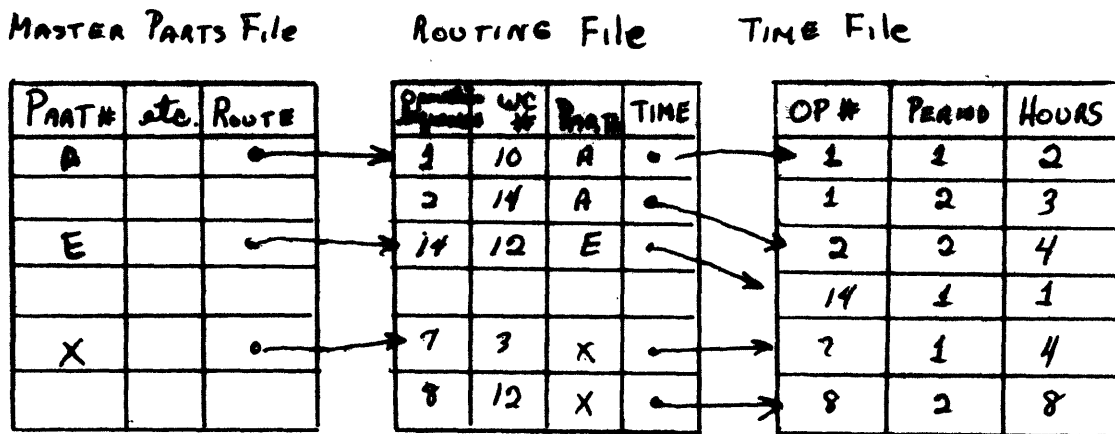 MASTER PARTS File ROUTING File TIME File
PART# etc. ROUTE WC # PART# TIME OP # PERIOD HOURS
A 1 10 A 1 1 2
2 14 A 1 2 3
E 14 12 E 2 2 4
14 1 1
X 7 3 X 7 1 4
8 12 X 8 2 8